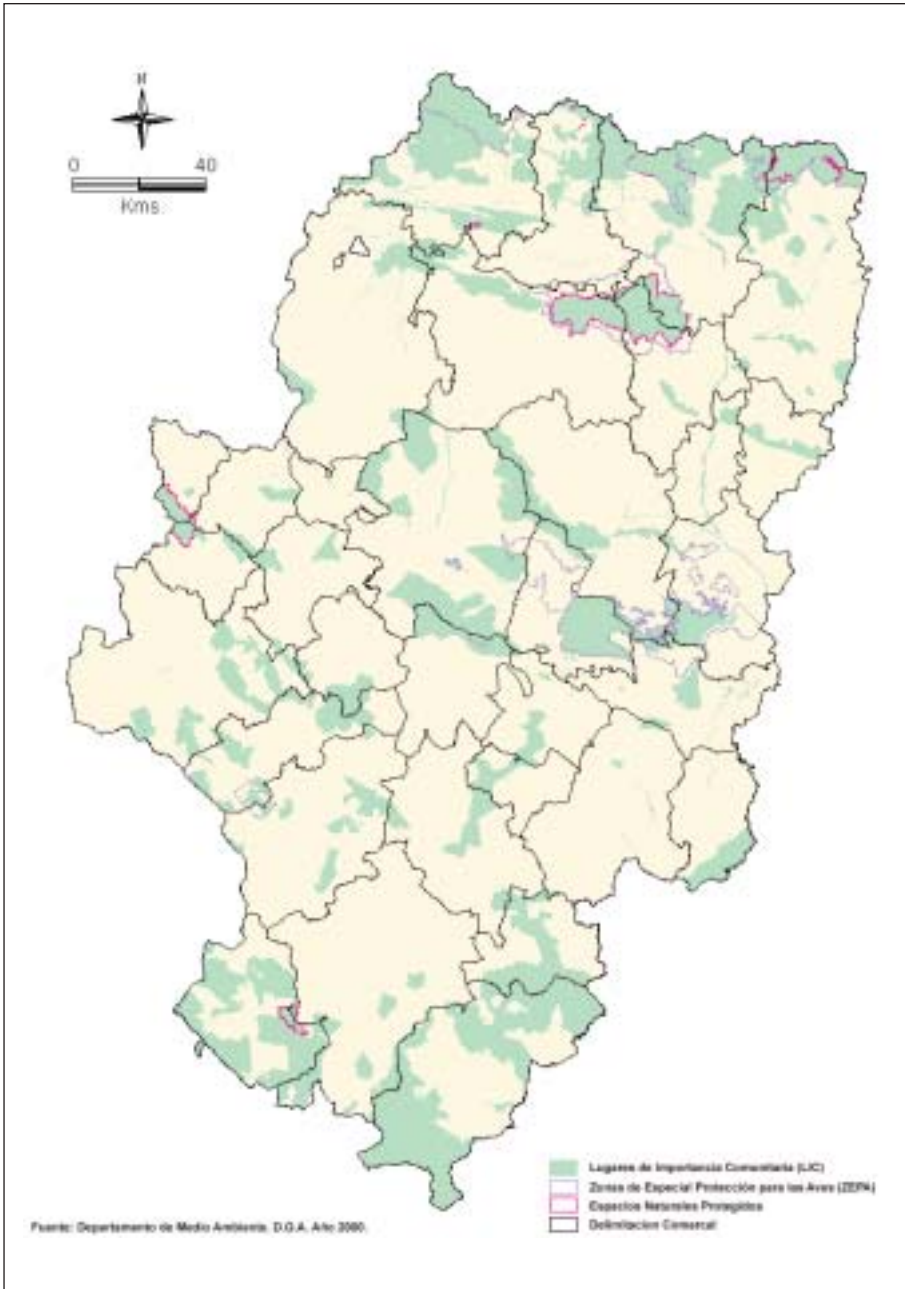 N
0 40
Kms.
Lugares de Importancia Comunitaria (LIC)
Zonas de Especial Protección para las Aves (ZEPA)
Espacios Naturales Protegidos
Delimitacion Comarcal
Fuente: Departamento de Medio Ambiente. D.G.A. Año 2000.